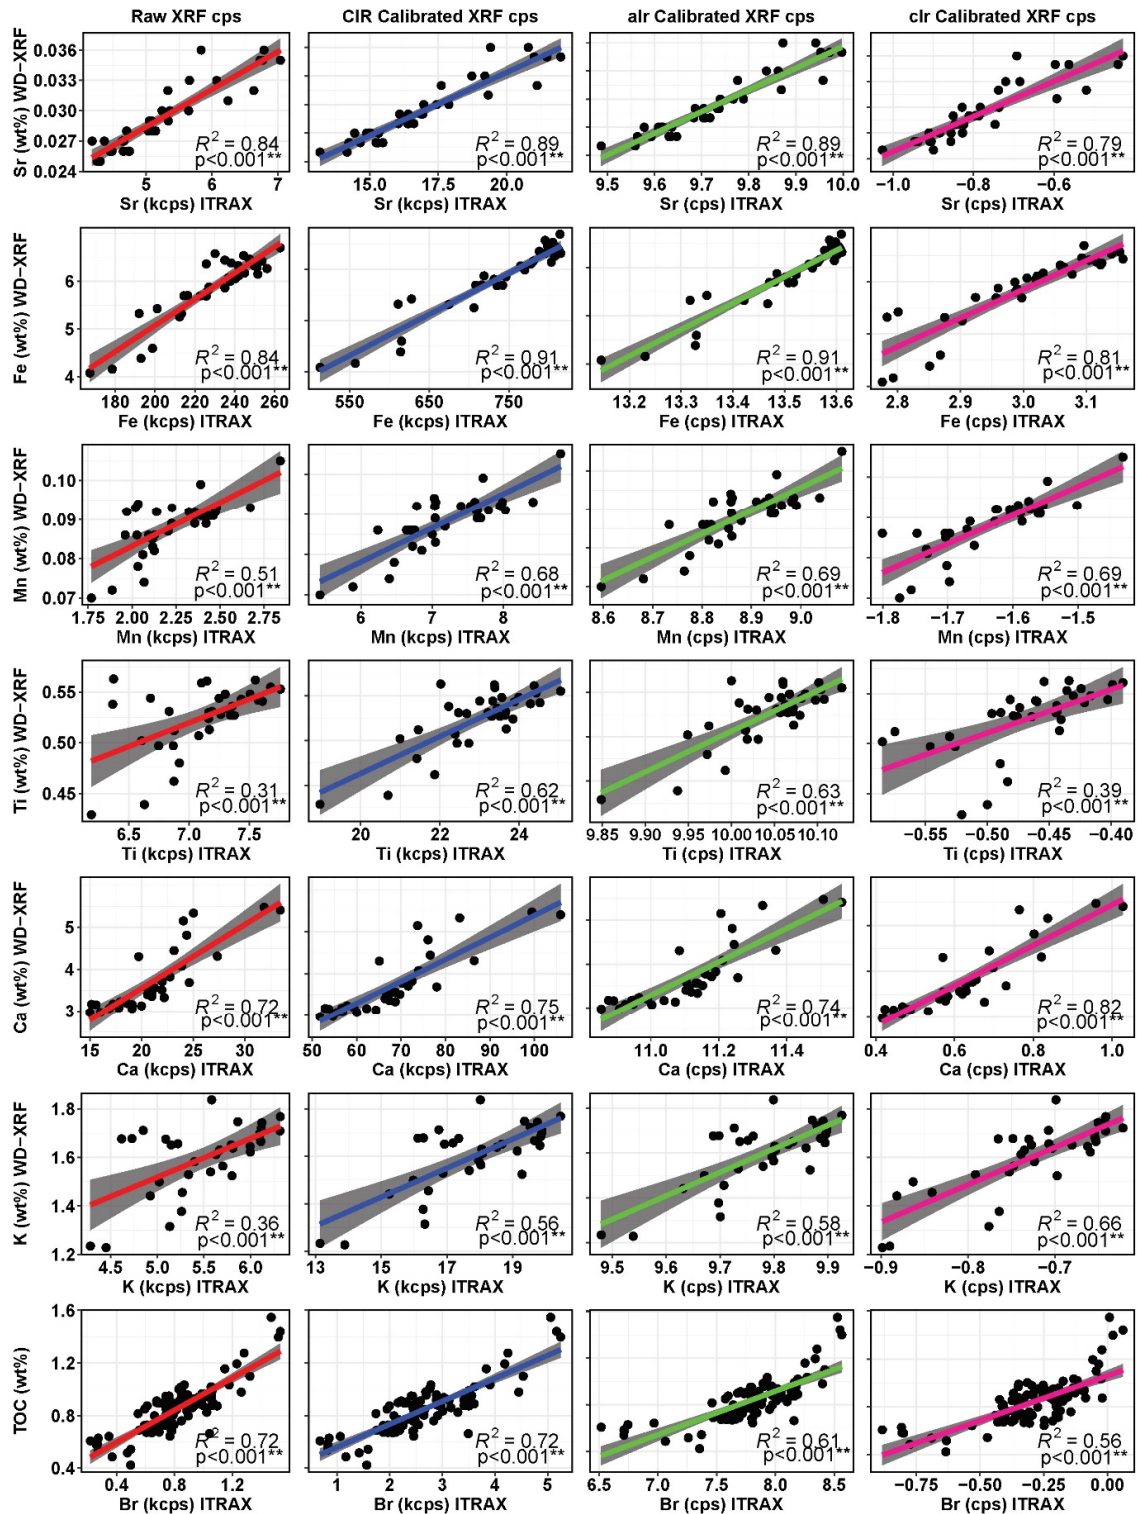 Raw XRF cps CIR Calibrated XRF cps alr Calibrated XRF cps clr Calibrated XRF cps
Sr (wt%) WD−XRF
0.036
0.033
0.030
0.027
0.024
R² = 0.84
p<0.001**
R² = 0.89
p<0.001**
R² = 0.89
p<0.001**
R² = 0.79
p<0.001**
5 6 7 15.0 17.5 20.0 9.5 9.6 9.7 9.8 9.9 10.0 −1.0 −0.8 −0.6
Sr (kcps) ITRAX Sr (kcps) ITRAX Sr (cps) ITRAX Sr (cps) ITRAX
Fe (wt%) WD−XRF
6
5
4
R² = 0.84
p<0.001**
R² = 0.91
p<0.001**
R² = 0.91
p<0.001**
R² = 0.81
p<0.001**
180 200 220 240 260 550 650 750 13.2 13.3 13.4 13.5 13.6 2.8 2.9 3.0 3.1
Fe (kcps) ITRAX Fe (kcps) ITRAX Fe (cps) ITRAX Fe (cps) ITRAX
Mn (wt%) WD−XRF
0.10
0.09
0.08
0.07
R² = 0.51
p<0.001**
R² = 0.68
p<0.001**
R² = 0.69
p<0.001**
R² = 0.69
p<0.001**
1.75 2.00 2.25 2.50 2.75 6 7 8 8.6 8.7 8.8 8.9 9.0 −1.8 −1.7 −1.6 −1.5
Mn (kcps) ITRAX Mn (kcps) ITRAX Mn (cps) ITRAX Mn (cps) ITRAX
Ti (wt%) WD−XRF
0.55
0.50
0.45
R² = 0.31
p<0.001**
R² = 0.62
p<0.001**
R² = 0.63
p<0.001**
R² = 0.39
p<0.001**
6.5 7.0 7.5 20 22 24 9.85 9.90 9.95 10.00 10.05 10.10 −0.55 −0.50 −0.45 −0.40
Ti (kcps) ITRAX Ti (kcps) ITRAX Ti (cps) ITRAX Ti (cps) ITRAX
Ca (wt%) WD−XRF
5
4
3
R² = 0.72
p<0.001**
R² = 0.75
p<0.001**
R² = 0.74
p<0.001**
R² = 0.82
p<0.001**
15 20 25 30 50 60 70 80 90 100 11.0 11.2 11.4 0.4 0.6 0.8 1.0
Ca (kcps) ITRAX Ca (kcps) ITRAX Ca (cps) ITRAX Ca (cps) ITRAX
K (wt%) WD−XRF
1.8
1.6
1.4
1.2
R² = 0.36
p<0.001**
R² = 0.56
p<0.001**
R² = 0.58
p<0.001**
R² = 0.66
p<0.001**
4.5 5.0 5.5 6.0 13 15 17 19 9.5 9.6 9.7 9.8 9.9 −0.9 −0.8 −0.7
K (kcps) ITRAX K (kcps) ITRAX K (cps) ITRAX K (cps) ITRAX
TOC (wt%)
1.6
1.2
0.8
0.4
R² = 0.72
p<0.001**
R² = 0.72
p<0.001**
R² = 0.61
p<0.001**
R² = 0.56
p<0.001**
0.4 0.8 1.2 1 2 3 4 5 6.5 7.0 7.5 8.0 8.5 −0.75 −0.50 −0.25 0.00
Br (kcps) ITRAX Br (kcps) ITRAX Br (cps) ITRAX Br (cps) ITRAX